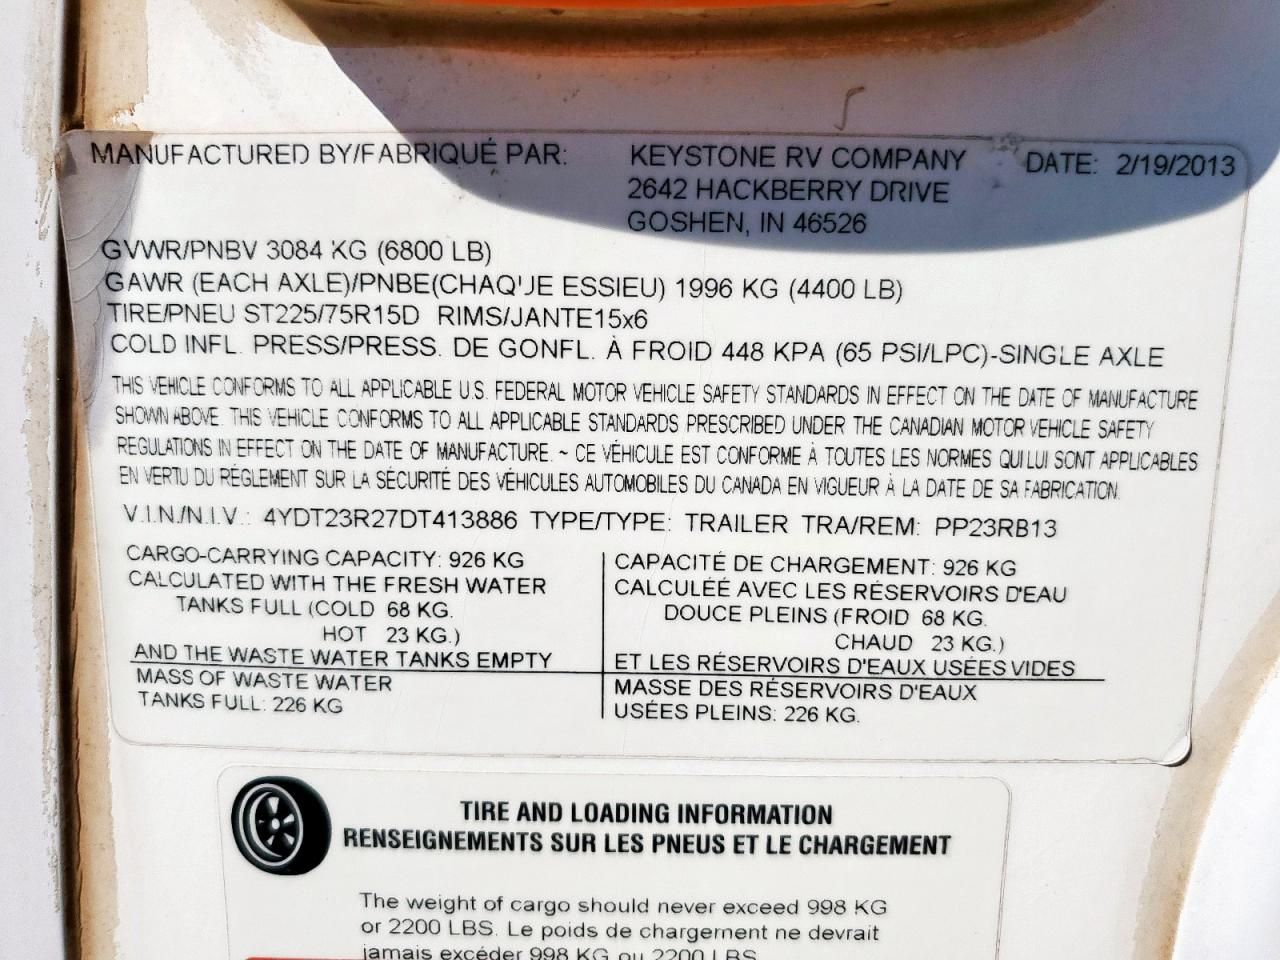 MANUFACTURED BY/FABRIQUÉ PAR: KEYSTONE RV COMPANY DATE: 2/19/2013
2642 HACKBERRY DRIVE
GOSHEN, IN 46526
GVWR/PNBV 3084 KG (6800 LB)
GAWR (EACH AXLE)/PNBE(CHAQ'JE ESSIEU) 1996 KG (4400 LB)
TIRE/PNEU ST225/75R15D RIMS/JANTE15x6
COLD INFL. PRESS/PRESS. DE GONFL. À FROID 448 KPA (65 PSI/LPC)-SINGLE AXLE
THIS VEHICLE CONFORMS TO ALL APPLICABLE U.S. FEDERAL MOTOR VEHICLE SAFETY STANDARDS IN EFFECT ON THE DATE OF MANUFACTURE
SHOWN ABOVE. THIS VEHICLE CONFORMS TO ALL APPLICABLE STANDARDS PRESCRIBED UNDER THE CANADIAN MOTOR VEHICLE SAFETY
REGULATIONS IN EFFECT ON THE DATE OF MANUFACTURE. ~ CE VÉHICULE EST CONFORME À TOUTES LES NORMES QUI LUI SONT APPLICABLES
EN VERTU DU RÉGLEMENT SUR LA SÉCURITÉ DES VÉHICULES AUTOMOBILES DU CANADA EN VIGUEUR À LA DATE DE SA FABRICATION.
V.I.N./N.I.V.: 4YDT23R27DT413886 TYPE/TYPE: TRAILER TRA/REM: PP23RB13
CARGO-CARRYING CAPACITY: 926 KG
CALCULATED WITH THE FRESH WATER
TANKS FULL (COLD 68 KG.
HOT 23 KG.)
AND THE WASTE WATER TANKS EMPTY
MASS OF WASTE WATER
TANKS FULL: 226 KG
CAPACITÉ DE CHARGEMENT: 926 KG
CALCULÉÉ AVEC LES RÉSERVOIRS D'EAU
DOUCE PLEINS (FROID 68 KG.
CHAUD 23 KG.)
ET LES RÉSERVOIRS D'EAUX USÉES VIDES
MASSE DES RÉSERVOIRS D'EAUX
USÉES PLEINS: 226 KG.
TIRE AND LOADING INFORMATION
RENSEIGNEMENTS SUR LES PNEUS ET LE CHARGEMENT
The weight of cargo should never exceed 998 KG
or 2200 LBS. Le poids de chargement ne devrait
jamais excéder 998 KG ou 2200 LBS.